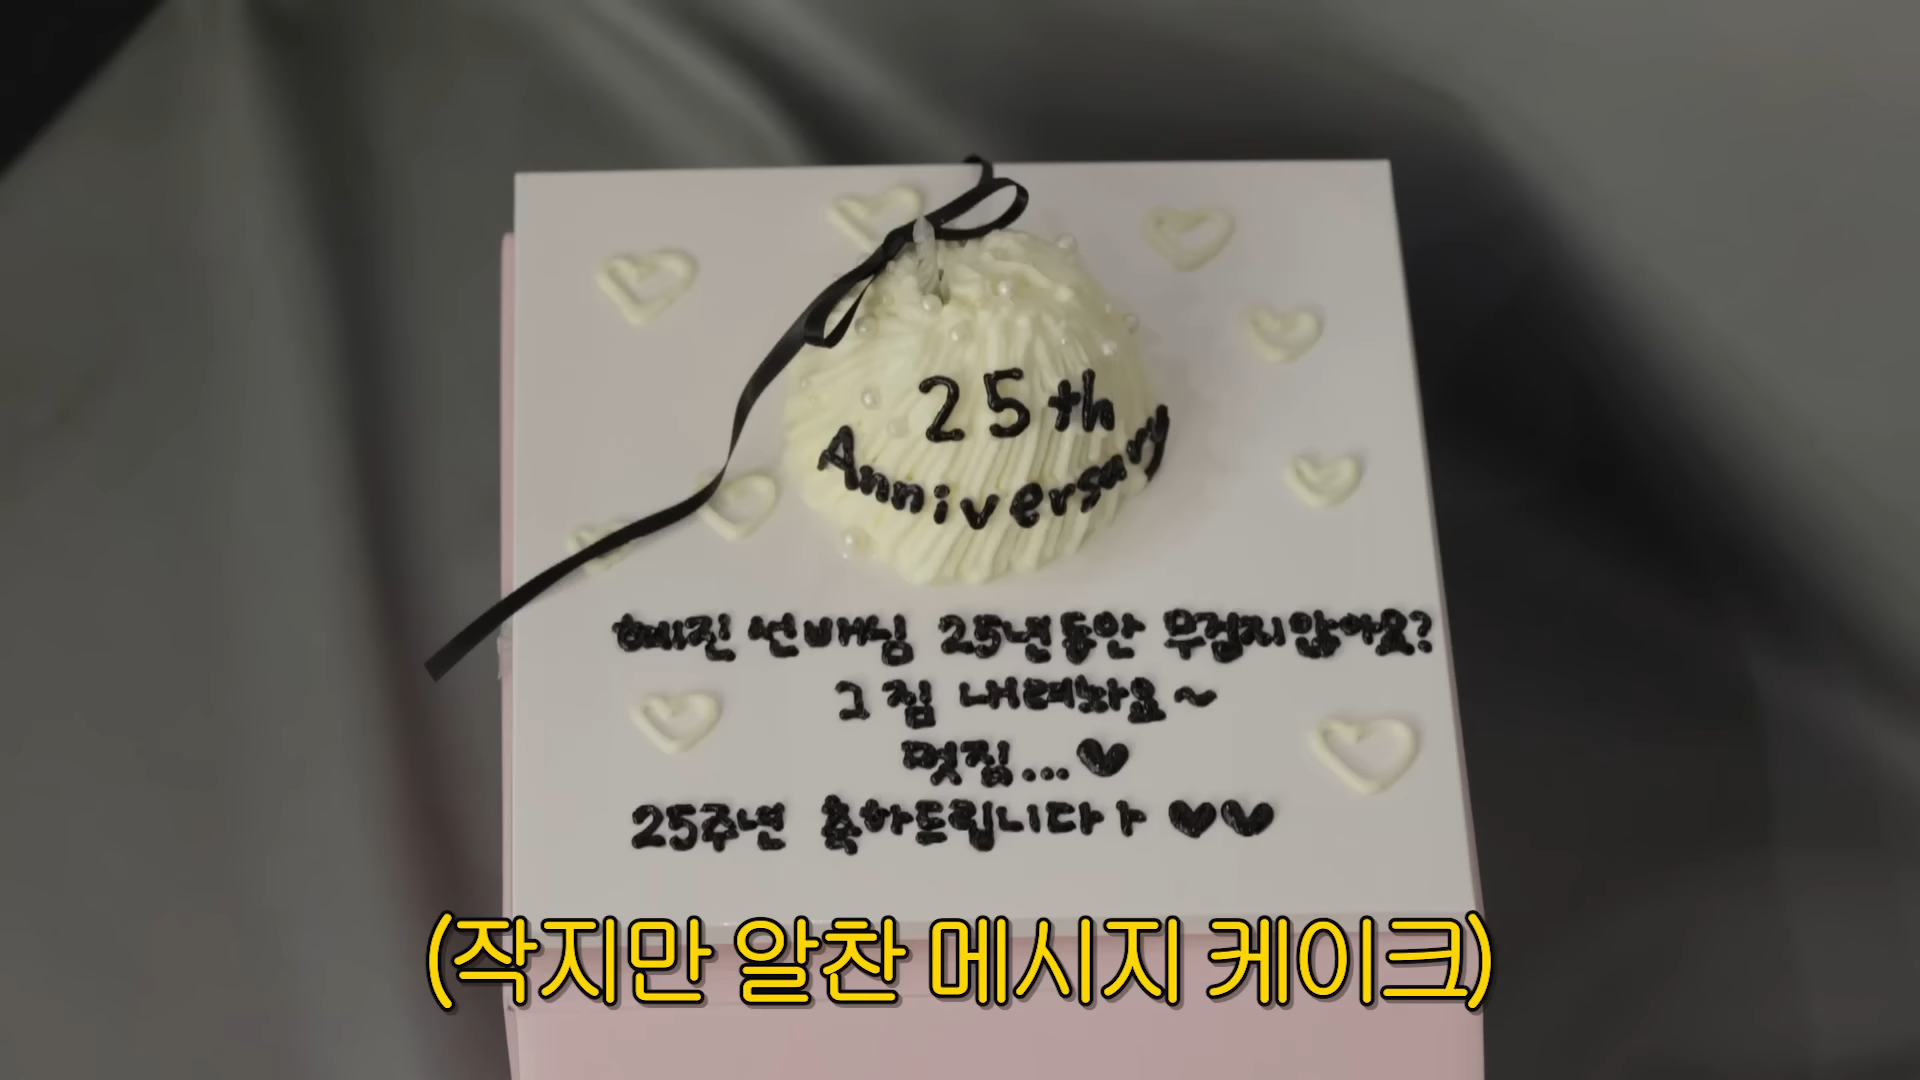 25th
Anniversary
혜진 선배님 25년동안 무겁지않아요?
그 짐 내려놔요~
멋짐...♥
25주년 축하드립니다ㅏ ♥♥
(작지만 알찬 메시지 케이크)